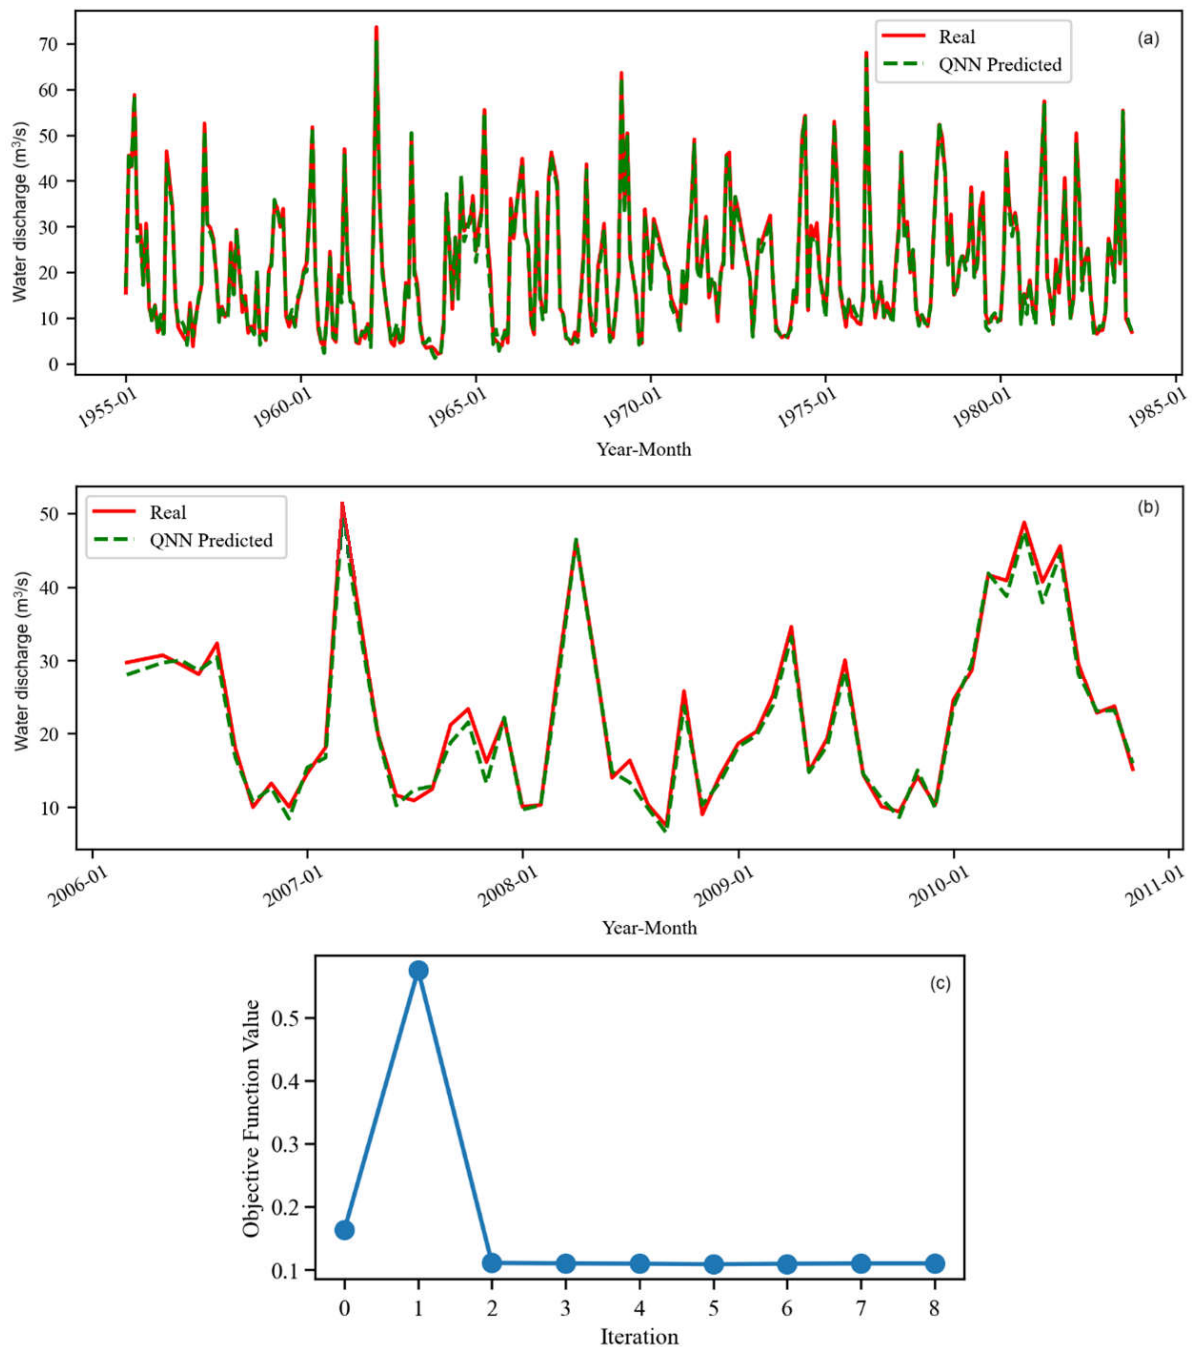 (a)
Real
QNN Predicted
Water discharge (m³/s)
70
60
50
40
30
20
10
0
1955-01
1960-01
1965-01
1970-01
1975-01
1980-01
1985-01
Year-Month
(b)
Real
QNN Predicted
Water discharge (m³/s)
50
40
30
20
10
2006-01
2007-01
2008-01
2009-01
2010-01
2011-01
Year-Month
(c)
Objective Function Value
0.5
0.4
0.3
0.2
0.1
0 1 2 3 4 5 6 7 8
Iteration